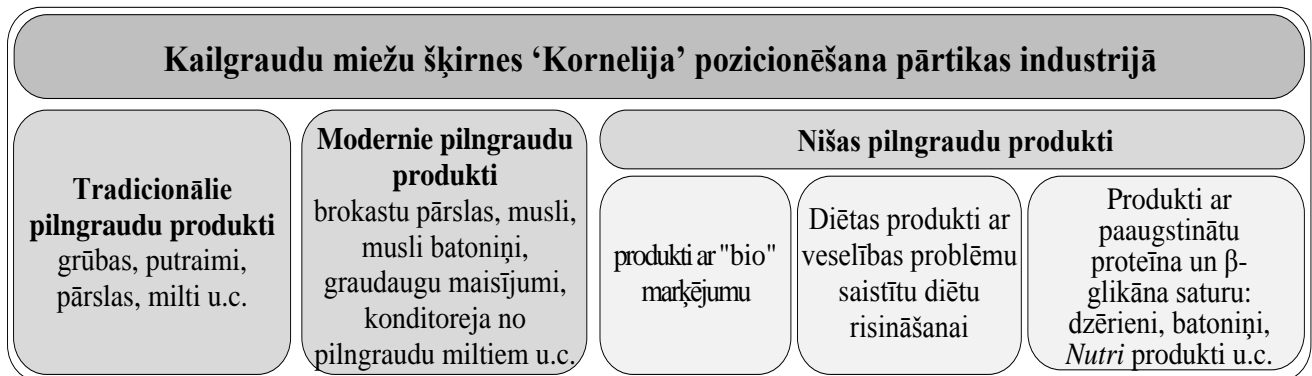 Kailgraudu miežu šķirnes ‘Kornelija’ pozicionēšana pārtikas industrijā
Tradicionālie
pilngraudu produkti
grūbas, putraimi,
pārslas, milti u.c.
Modernie pilngraudu
produkti
brokastu pārslas, musli,
musli batoniņi,
graudaugu maisījumi,
konditoreja no
pilngraudu miltiem u.c.
Nišas pilngraudu produkti
produkti ar "bio"
marķējumu
Diētas produkti ar
veselības problēmu
saistītu diētu
risināšanai
Produkti ar
paaugstinātu
proteīna un β-
glikāna saturu:
dzērieni, batoniņi,
Nutri produkti u.c.